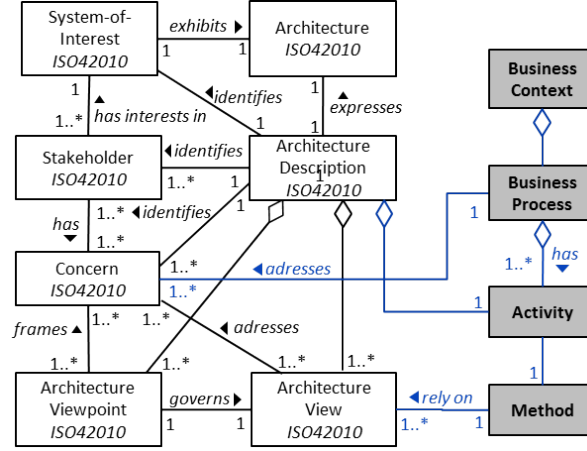 System-of-
Interest
ISO42010
exhibits
1
1
Architecture
ISO42010
Business
Context
1
has interests in
1..*
identifies
1
1
expresses
1
Stakeholder
ISO42010
identifies
1..*
Architecture
Description
ISO42010
1
Business
Process
1..*
has
1..*
identifies
1
1
1
1..*
has
Concern
ISO42010
1..*
1..*
adresses
1
Activity
frames
1..*
1..*
adresses
1..*
1..*
1..*
1..*
1
Architecture
Viewpoint
ISO42010
governs
1
1
Architecture
View
ISO42010
rely on
1..*
1
Method